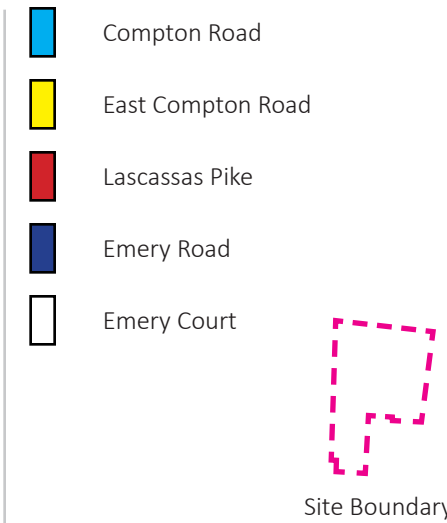 Compton Road
East Compton Road
Lascassas Pike
Emery Road
Emery Court
Site Boundary